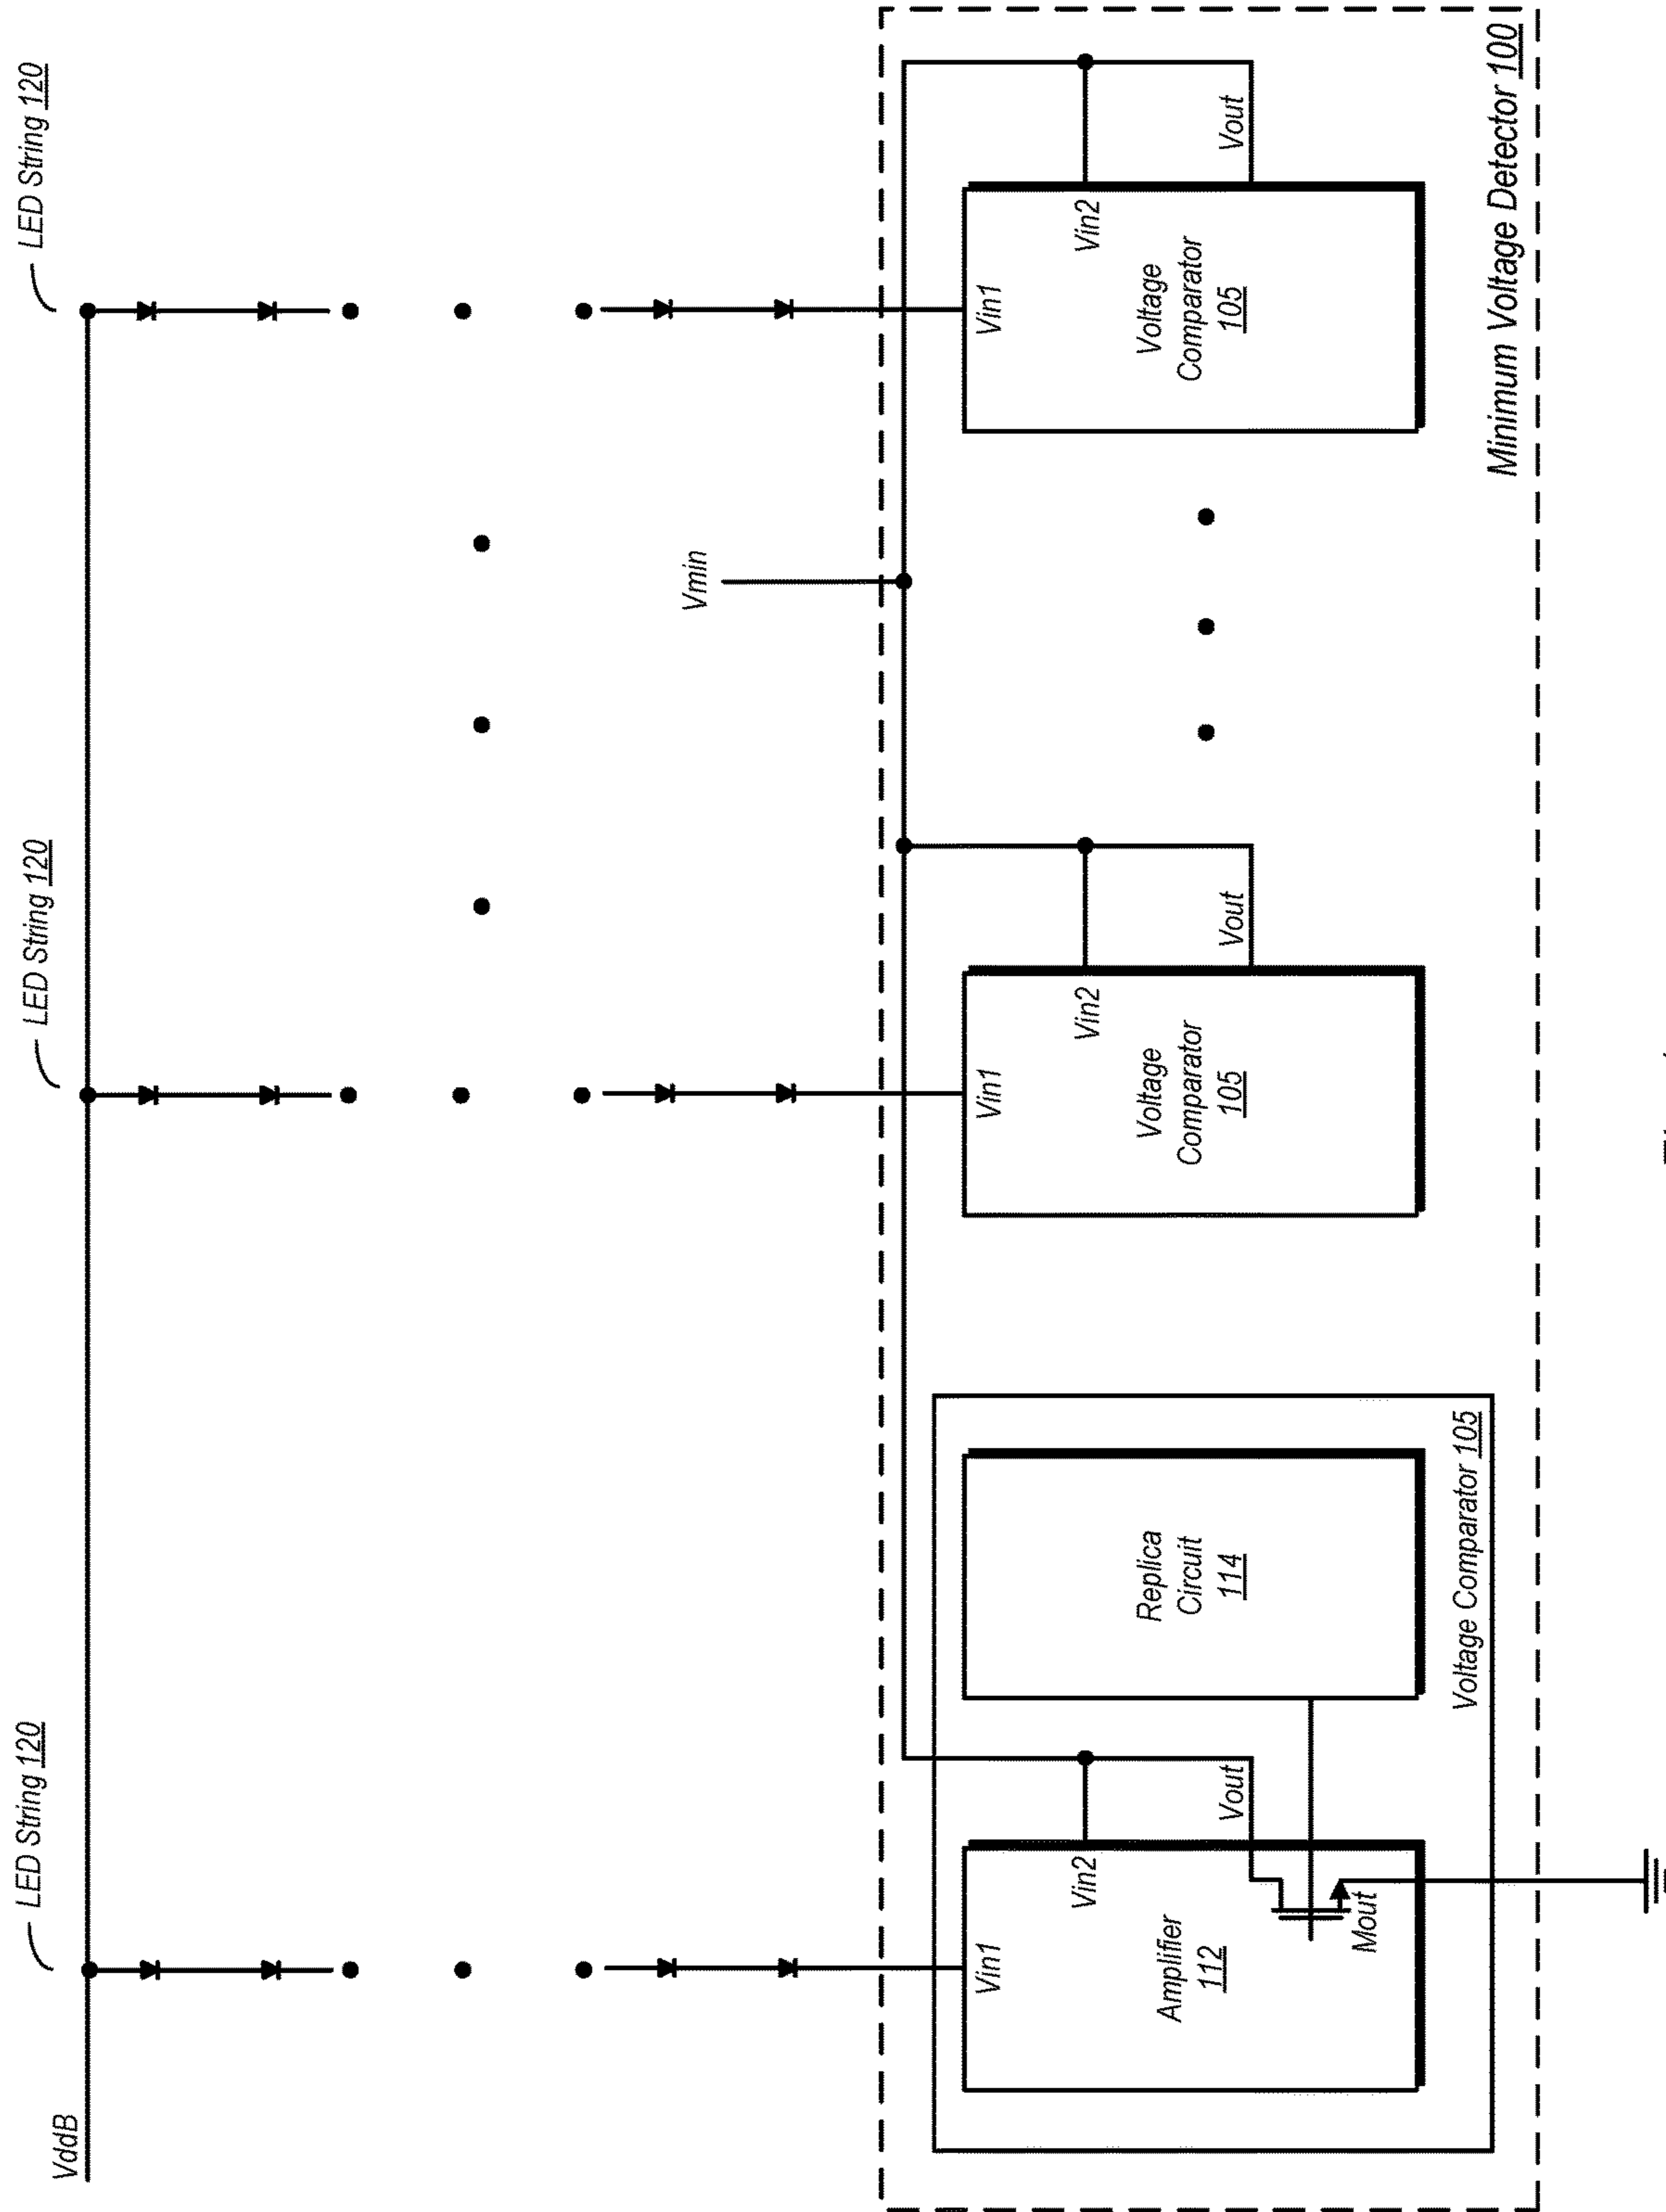 LED String 120
LED String 120
LED String 120
VddB
Vmin
Vin1
Vin2
Vout
Amplifier
112
Mout
Replica
Circuit
114
Voltage Comparator 105
Vin1
Vin2
Vout
Voltage
Comparator
105
Vin1
Vin2
Vout
Voltage
Comparator
105
Minimum Voltage Detector 100